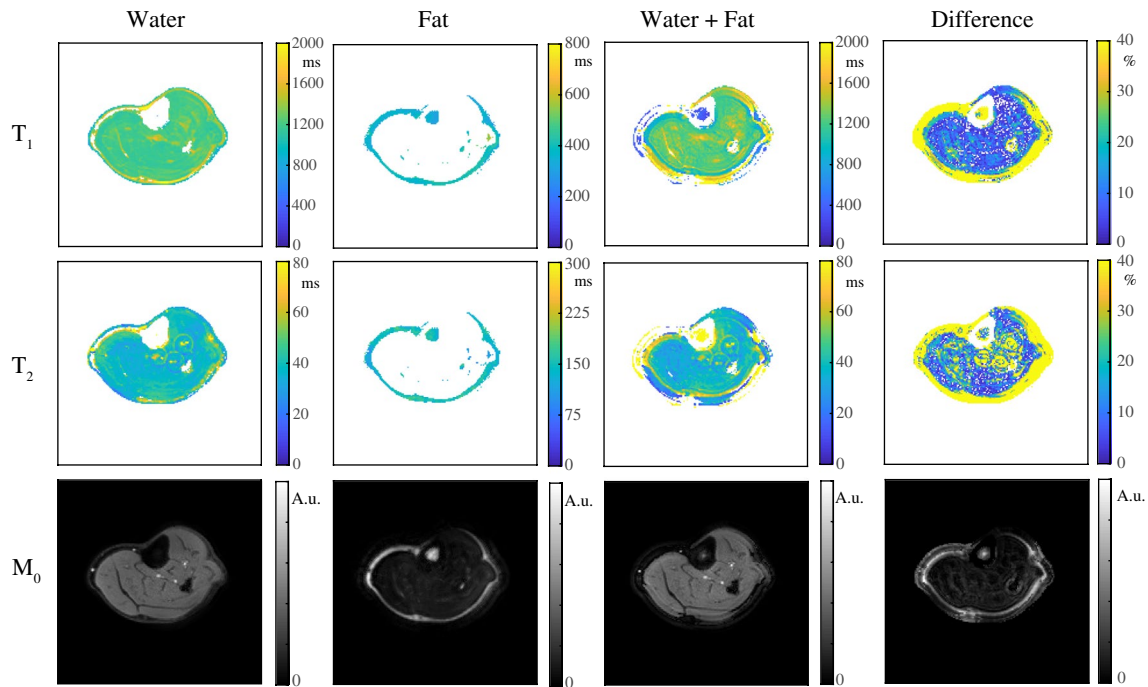 Water Fat Water + Fat Difference
T1
2000 ms 1600 1200 800 400 0
800 ms 600 400 200 0
2000 ms 1600 1200 800 400 0
40 % 30 20 10 0
T2
80 ms 60 40 20 0
300 ms 225 150 75 0
80 ms 60 40 20 0
40 % 30 20 10 0
M0
A.u. 0
A.u. 0
A.u. 0
A.u. 0